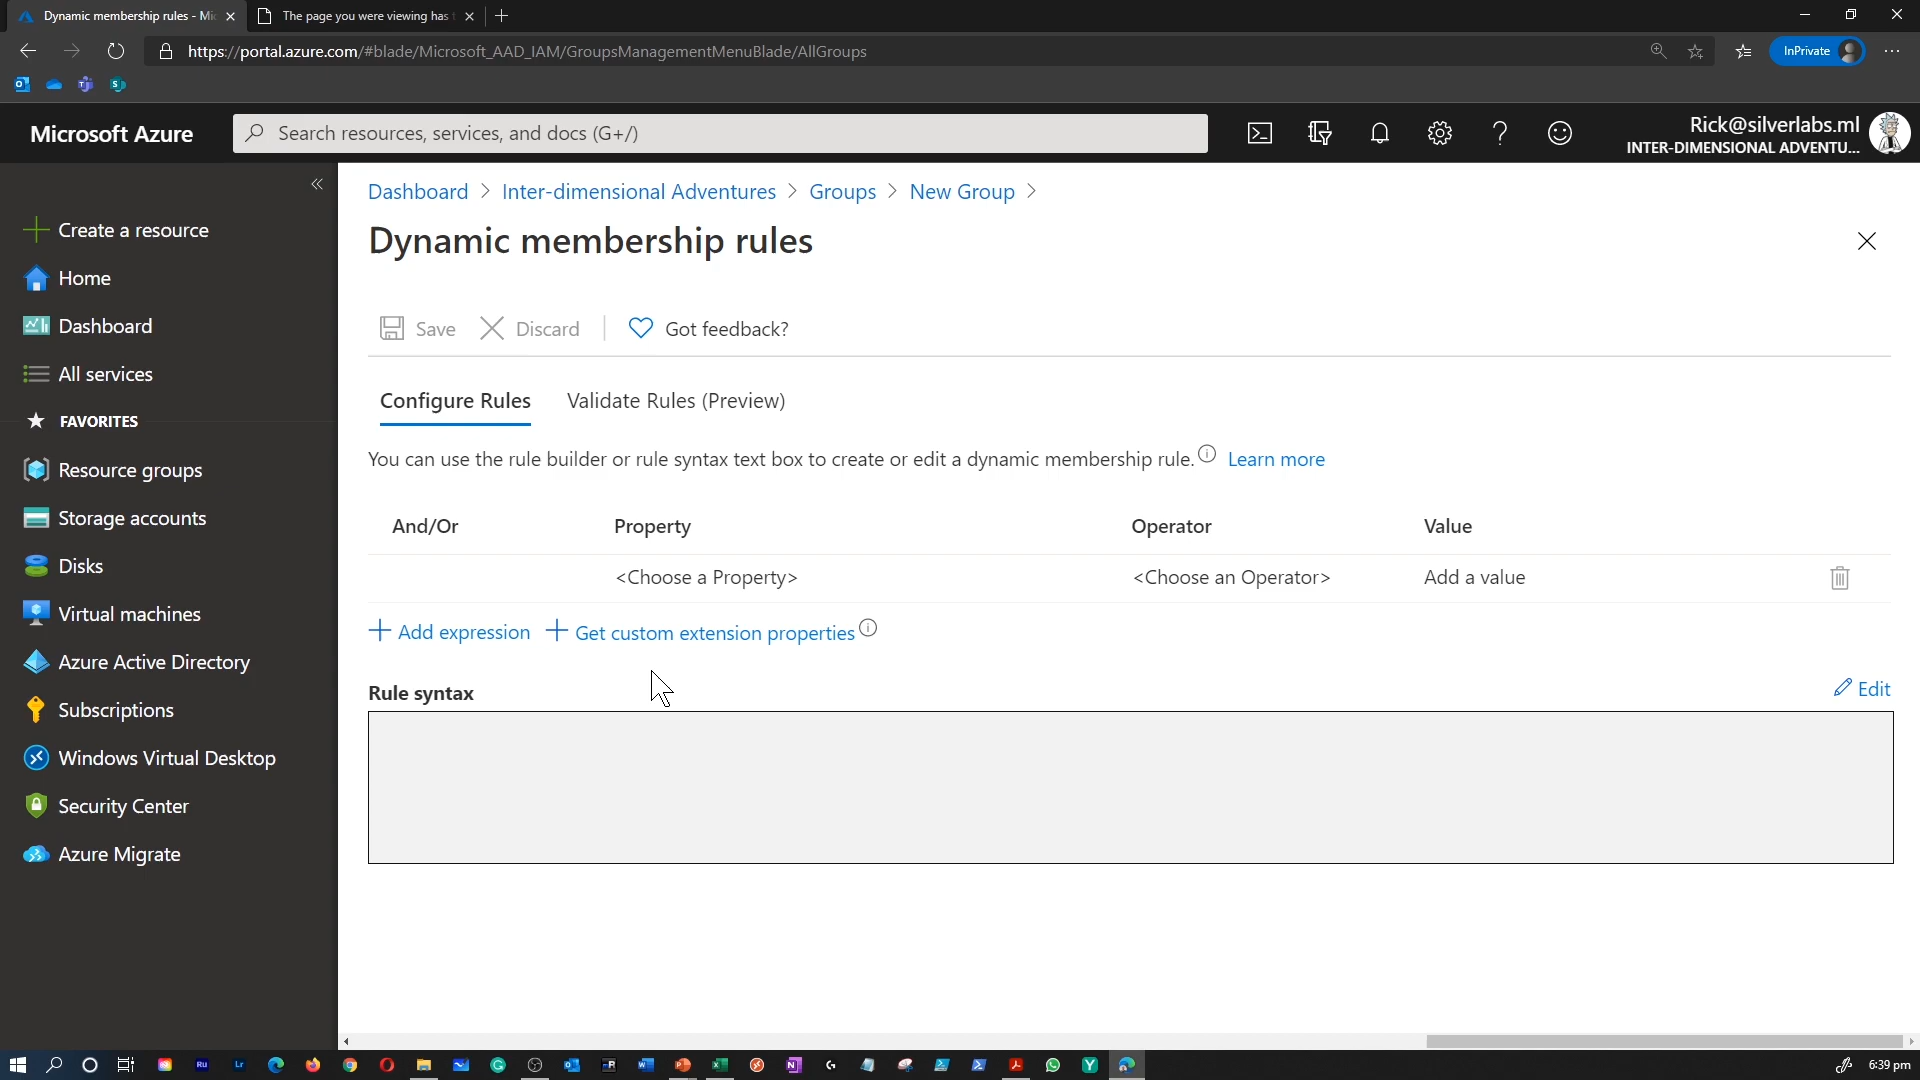 Dynamic membership rules - Mi
The page you were viewing has
https://portal.azure.com/#blade/Microsoft_AAD_IAM/GroupsManagementMenuBlade/AllGroups
InPrivate
Microsoft Azure
Search resources, services, and docs (G+/)
Rick@silverlabs.ml
INTER-DIMENSIONAL ADVENTU...
Dashboard > Inter-dimensional Adventures > Groups > New Group >
Dynamic membership rules
Create a resource
Home
Dashboard
All services
FAVORITES
Resource groups
Storage accounts
Disks
Virtual machines
Azure Active Directory
Subscriptions
Windows Virtual Desktop
Security Center
Azure Migrate
Save
Discard
Got feedback?
Configure Rules
Validate Rules (Preview)
You can use the rule builder or rule syntax text box to create or edit a dynamic membership rule. Learn more
And/Or
Property
Operator
Value
<Choose a Property>
<Choose an Operator>
Add a value
Add expression
Get custom extension properties
Rule syntax
Edit
6:39 pm